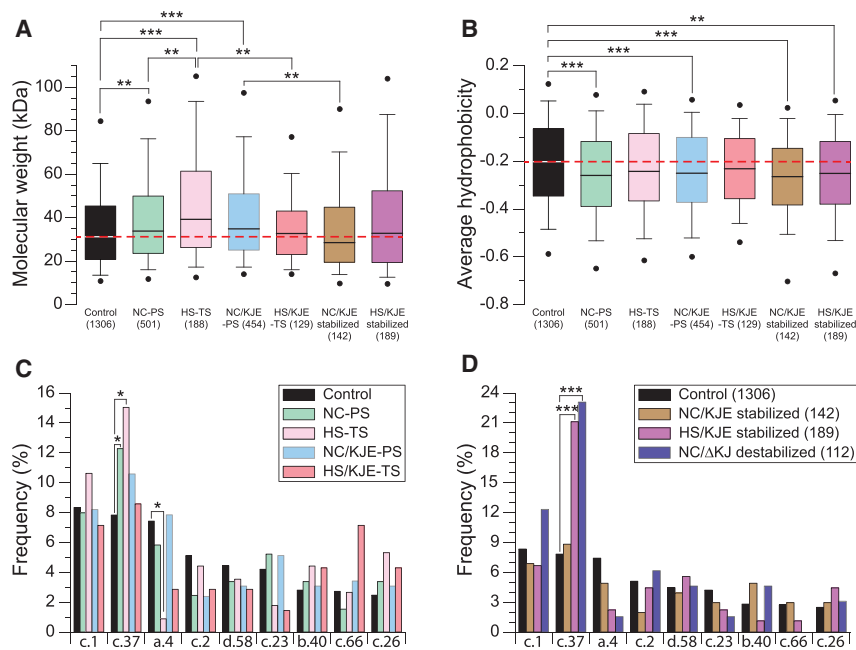 A
***
***
**
**
**
**
Molecular weight (kDa)
100
80
60
40
20
0
Control (1306)
NC-PS (501)
HS-TS (188)
NC/KJE -PS (454)
HS/KJE -TS (129)
NC/KJE stabilized (142)
HS/KJE stabilized (189)
B
**
***
***
***
Average hydrophobicity
0.2
0.0
-0.2
-0.4
-0.6
-0.8
Control (1306)
NC-PS (501)
HS-TS (188)
NC/KJE -PS (454)
HS/KJE -TS (129)
NC/KJE stabilized (142)
HS/KJE stabilized (189)
C
Frequency (%)
16
14
12
10
8
6
4
2
0
*
*
*
Control
NC-PS
HS-TS
NC/KJE-PS
HS/KJE-TS
c.1 c.37 a.4 c.2 d.58 c.23 b.40 c.66 c.26
D
Frequency (%)
24
21
18
15
12
9
6
3
0
***
***
Control (1306)
NC/KJE stabilized (142)
HS/KJE stabilized (189)
NC/ΔKJ destabilized (112)
c.1 c.37 a.4 c.2 d.58 c.23 b.40 c.66 c.26